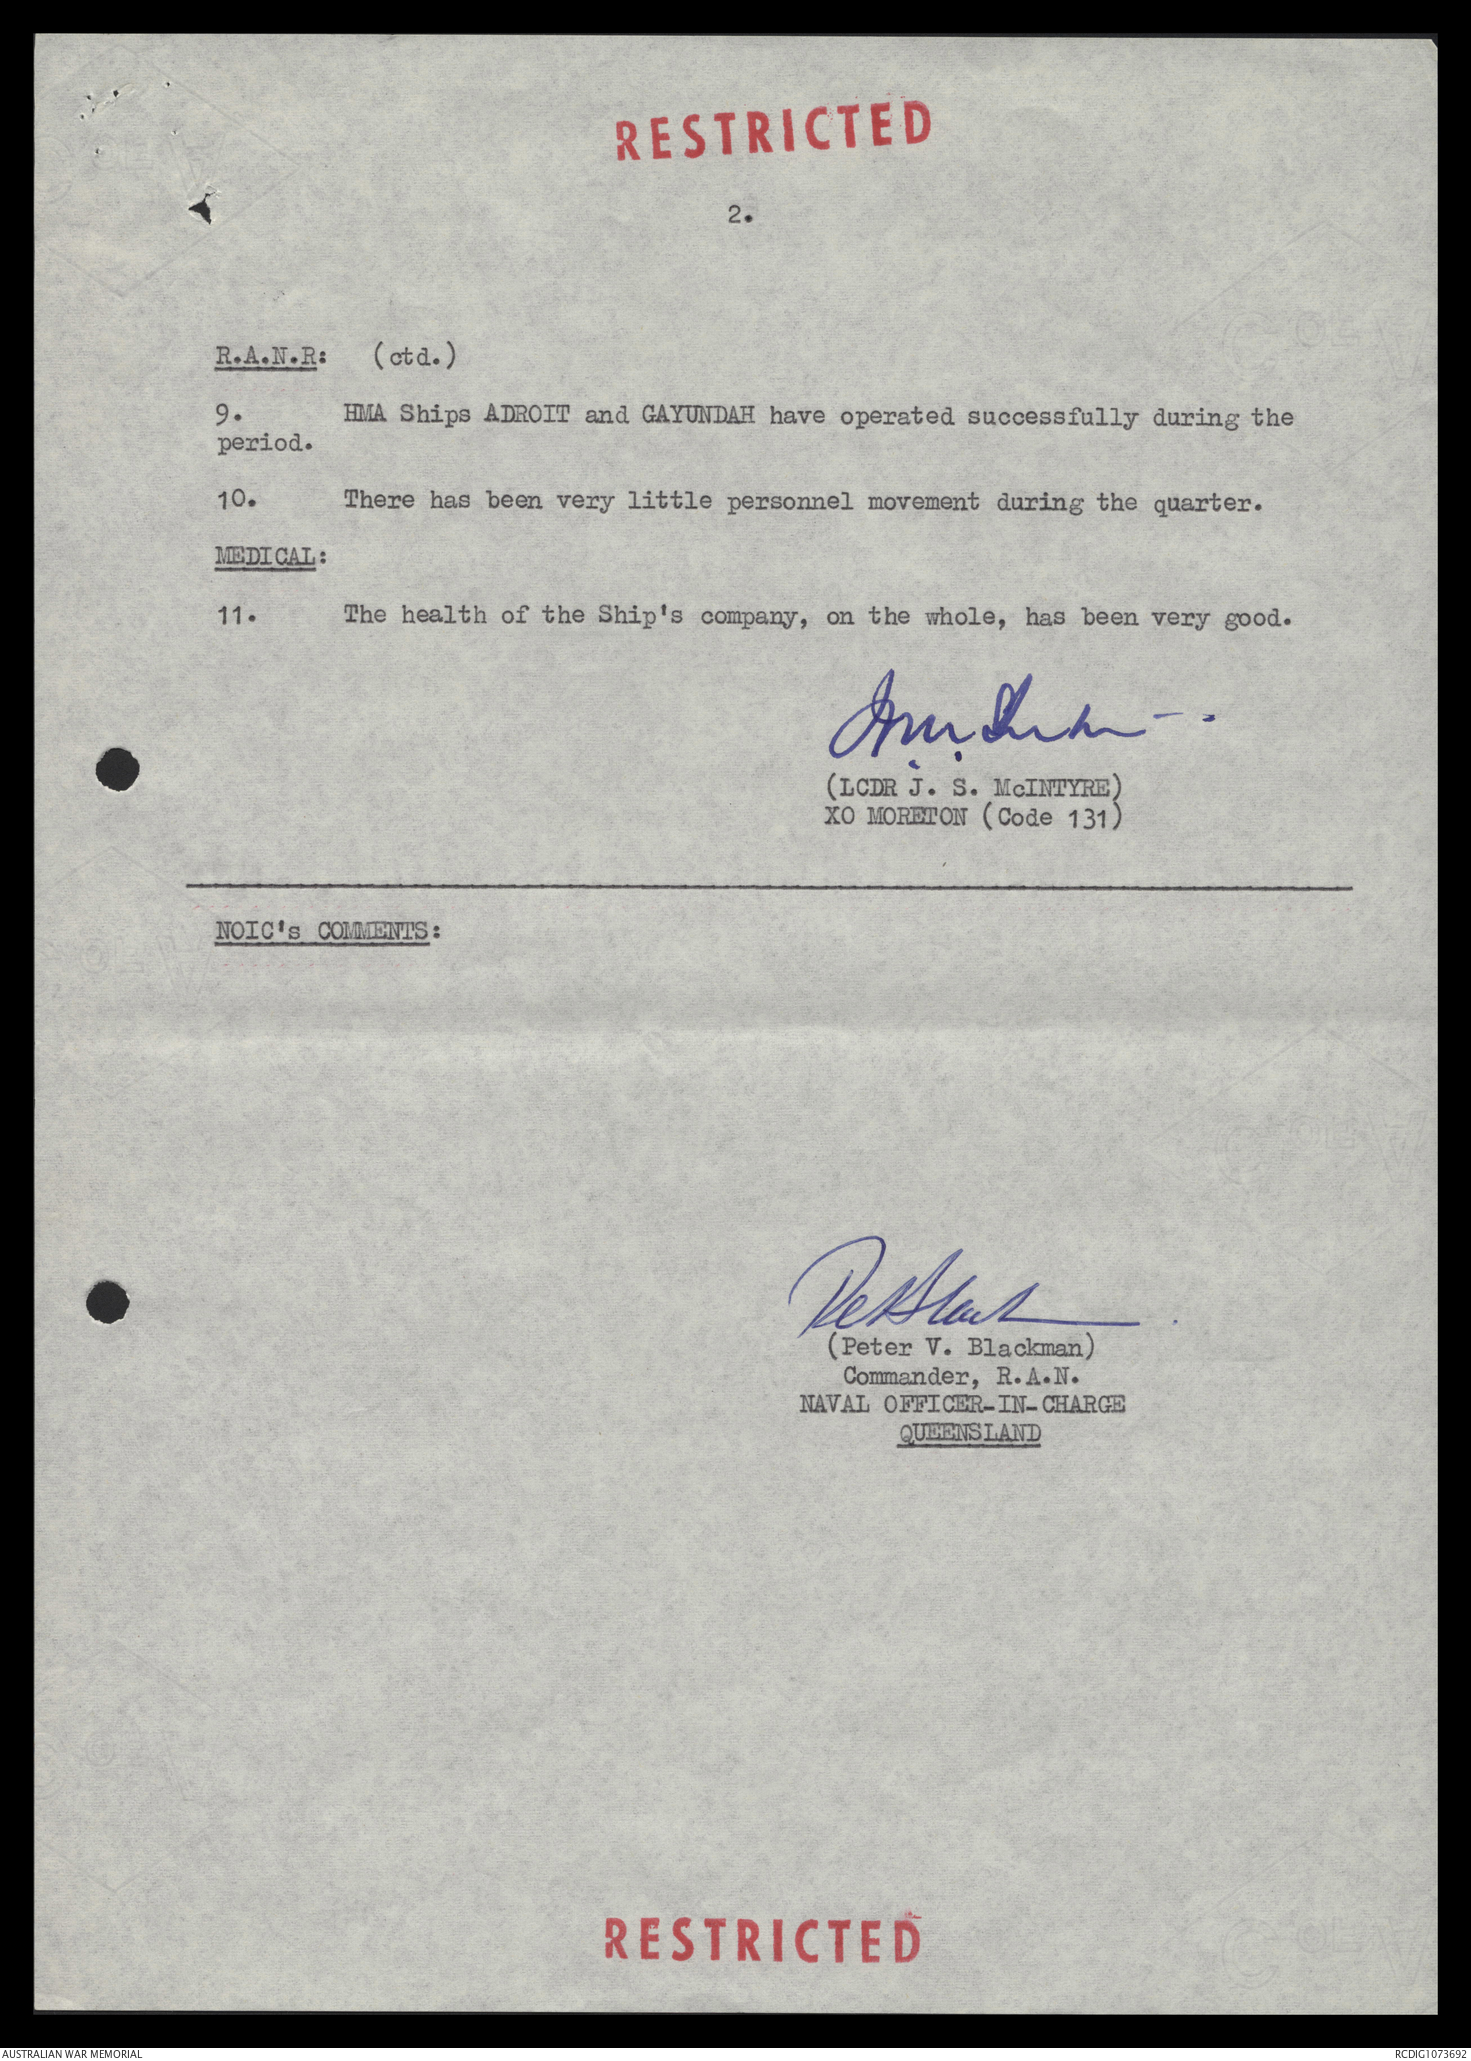 RESTRICTED
2.
R.A.N.R: (ctd.)
9. HMA Ships ADROIT and GAYUNDAH have operated successfully during the
period.
10. There has been very little personnel movement during the quarter.
MEDICAL:
11. The health of the Ship's company, on the whole, has been very good.
(LCDR J. S. McINTYRE)
XO MORETON (Code 131)
NOIC's COMMENTS:
(Peter V. Blackman)
Commander, R.A.N.
NAVAL OFFICER-IN-CHARGE
QUEENSLAND
RESTRICTED
AUSTRALIAN WAR MEMORIAL
RCDIG1073692